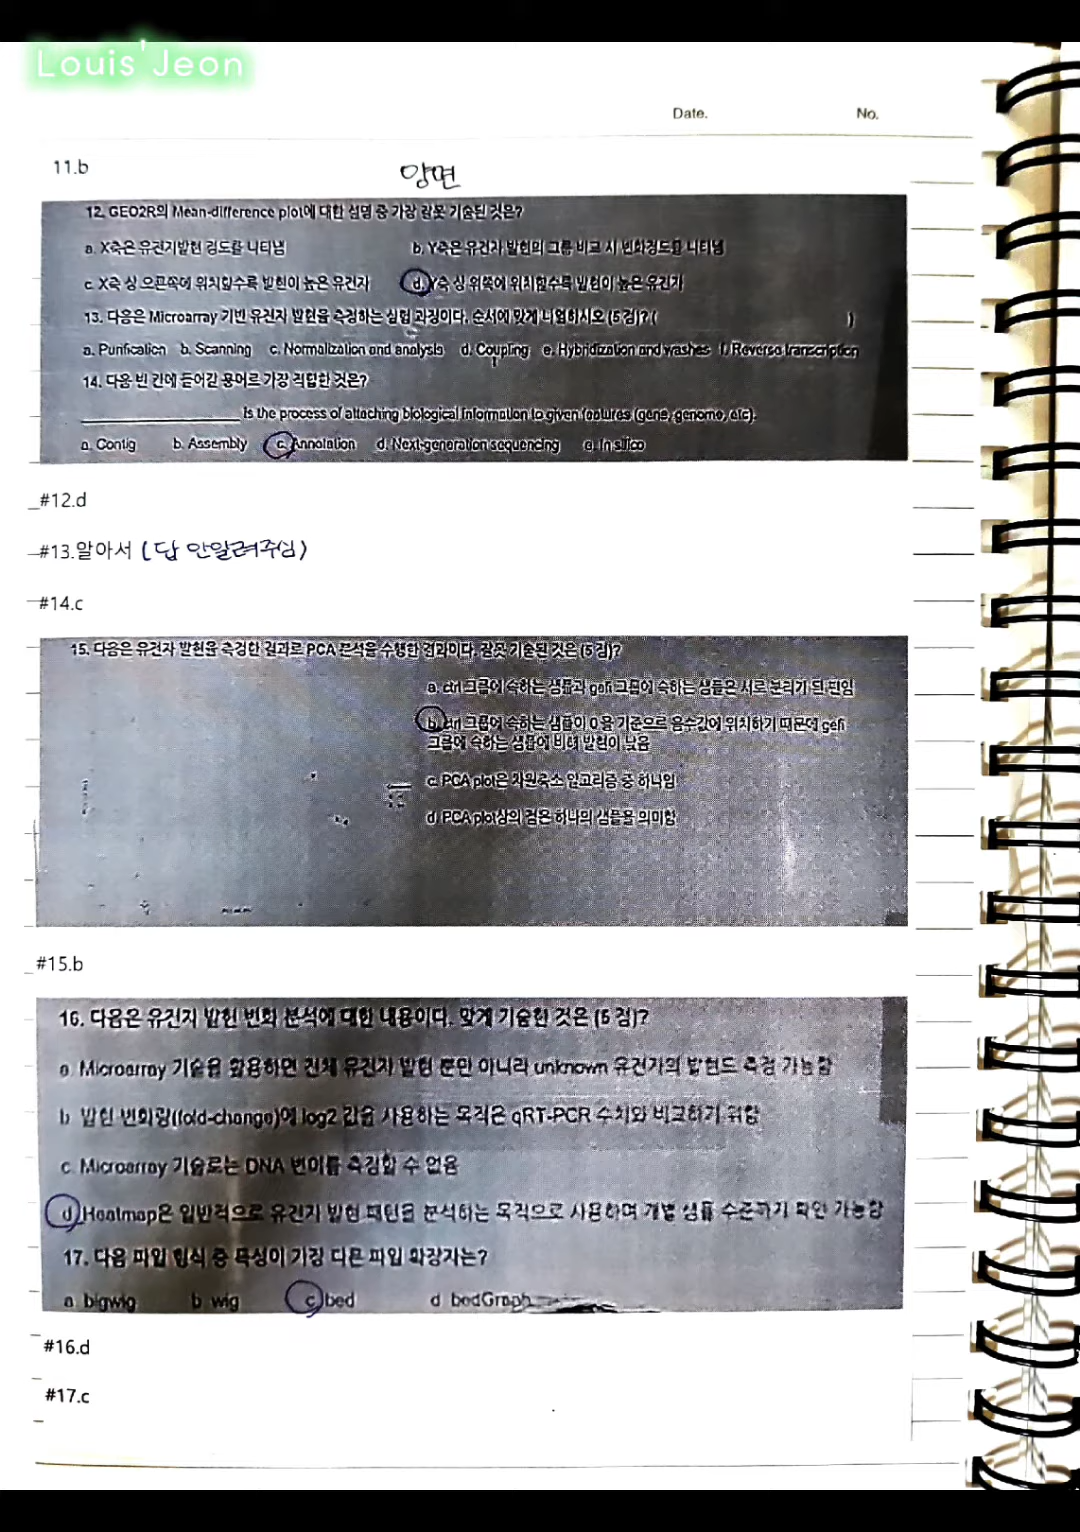 Louis'Jeon
Date. No.
11.b
양면
12. GEO2R의 Mean-difference plot에 대한 설명 중 가장 잘못 기술된 것은?
a. X축은 유전자발현 정도를 나타냄 b. Y축은 유전자 발현의 그룹 비교 시 변화정도를 나타냄
c. X축 상 오른쪽에 위치할수록 발현이 높은 유전자 d. Y축 상 위쪽에 위치할수록 발현이 높은 유전자
13. 다음은 Microarray 기반 유전자 발현을 측정하는 실험 과정이다. 순서에 맞게 나열하시오 (5점)? ( )
a. Purification b. Scanning c. Normalization and analysis d. Coupling e. Hybridization and washes f. Reverse transcription
14. 다음 빈 칸에 들어갈 용어로 가장 적합한 것은?
is the process of attaching biological information to given features (gene, genome, etc).
a. Contig b. Assembly c. Annotation d. Next-generation sequencing e. In silico
#12.d
#13.알아서 (답 안알려주심)
#14.c
15. 다음은 유전자 발현을 측정한 결과로 PCA 분석을 수행한 결과이다. 잘못 기술된 것은 (5점)?
a. ctrl 그룹에 속하는 샘플과 gefi 그룹에 속하는 샘플은 서로 분리가 된 편임
b. ctrl 그룹에 속하는 샘플이 0을 기준으로 음수값에 위치하기 때문에 gefi
그룹에 속하는 샘플에 비해 발현이 낮음
c. PCA plot은 차원축소 알고리즘 중 하나임
d. PCA plot상의 점은 하나의 샘플을 의미함
#15.b
16. 다음은 유전자 발현 변화 분석에 대한 내용이다. 맞게 기술한 것은 (5점)?
a. Microarray 기술을 활용하면 전체 유전자 발현 뿐만 아니라 unknown 유전자의 발현도 측정 가능함
b. 발현 변화량(fold-change)에 log2 값을 사용하는 목적은 qRT-PCR 수치와 비교하기 위함
c. Microarray 기술로는 DNA 변이를 측정할 수 없음
d. Heatmap은 일반적으로 유전자 발현 패턴을 분석하는 목적으로 사용하며 개별 샘플 수준까지 확인 가능함
17. 다음 파일 형식 중 특성이 가장 다른 파일 확장자는?
a. bigwig b. wig c. bed d. bedGraph
#16.d
#17.c